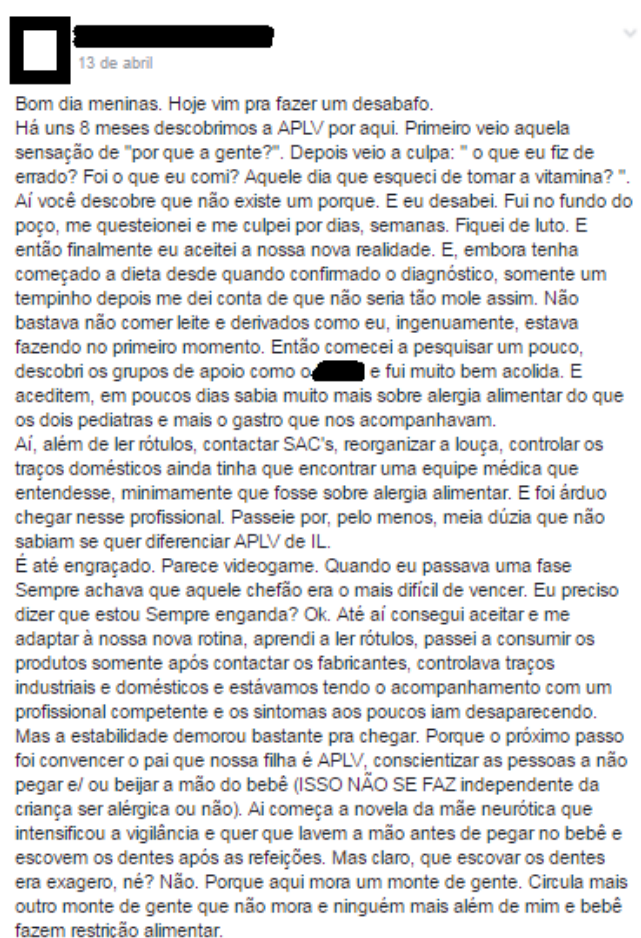 13 de abril
Bom dia meninas. Hoje vim pra fazer um desabafo.
Há uns 8 meses descobrimos a APLV por aqui. Primeiro veio aquela
sensação de "por que a gente?". Depois veio a culpa: " o que eu fiz de
errado? Foi o que eu comi? Aquele dia que esqueci de tomar a vitamina? ".
Aí você descobre que não existe um porque. E eu desabei. Fui no fundo do
poço, me questeionei e me culpei por dias, semanas. Fiquei de luto. E
então finalmente eu aceitei a nossa nova realidade. E, embora tenha
começado a dieta desde quando confirmado o diagnóstico, somente um
tempinho depois me dei conta de que não seria tão mole assim. Não
bastava não comer leite e derivados como eu, ingenuamente, estava
fazendo no primeiro momento. Então comecei a pesquisar um pouco,
descobri os grupos de apoio como o e fui muito bem acolida. E
aceditem, em poucos dias sabia muito mais sobre alergia alimentar do que
os dois pediatras e mais o gastro que nos acompanhavam.
Aí, além de ler rótulos, contactar SAC's, reorganizar a louça, controlar os
traços domésticos ainda tinha que encontrar uma equipe médica que
entendesse, minimamente que fosse sobre alergia alimentar. E foi árduo
chegar nesse profissional. Passeie por, pelo menos, meia dúzia que não
sabiam se quer diferenciar APLV de IL.
É até engraçado. Parece videogame. Quando eu passava uma fase
Sempre achava que aquele chefão era o mais difícil de vencer. Eu preciso
dizer que estou Sempre enganda? Ok. Até aí consegui aceitar e me
adaptar à nossa nova rotina, aprendi a ler rótulos, passei a consumir os
produtos somente após contactar os fabricantes, controlava traços
industriais e domésticos e estávamos tendo o acompanhamento com um
profissional competente e os sintomas aos poucos iam desaparecendo.
Mas a estabilidade demorou bastante pra chegar. Porque o próximo passo
foi convencer o pai que nossa filha é APLV, conscientizar as pessoas a não
pegar e/ ou beijar a mão do bebê (ISSO NÃO SE FAZ independente da
criança ser alérgica ou não). Ai começa a novela da mãe neurótica que
intensificou a vigilância e quer que lavem a mão antes de pegar no bebê e
escovem os dentes após as refeições. Mas claro, que escovar os dentes
era exagero, né? Não. Porque aqui mora um monte de gente. Circula mais
outro monte de gente que não mora e ninguém mais além de mim e bebê
fazem restrição alimentar.